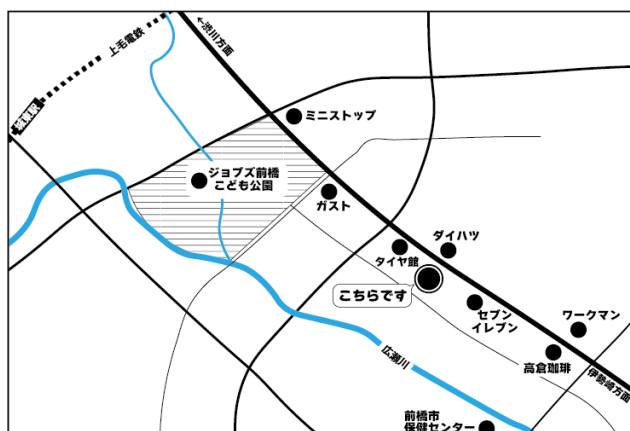 ←渋川方面
上毛電鉄
城東駅
ミニストップ
ジョブズ前橋
こども公園
ガスト
ダイハツ
タイヤ館
こちらです
セブン
イレブン
ワークマン
高倉珈琲
伊勢崎方面
広瀬川
前橋市
保健センター